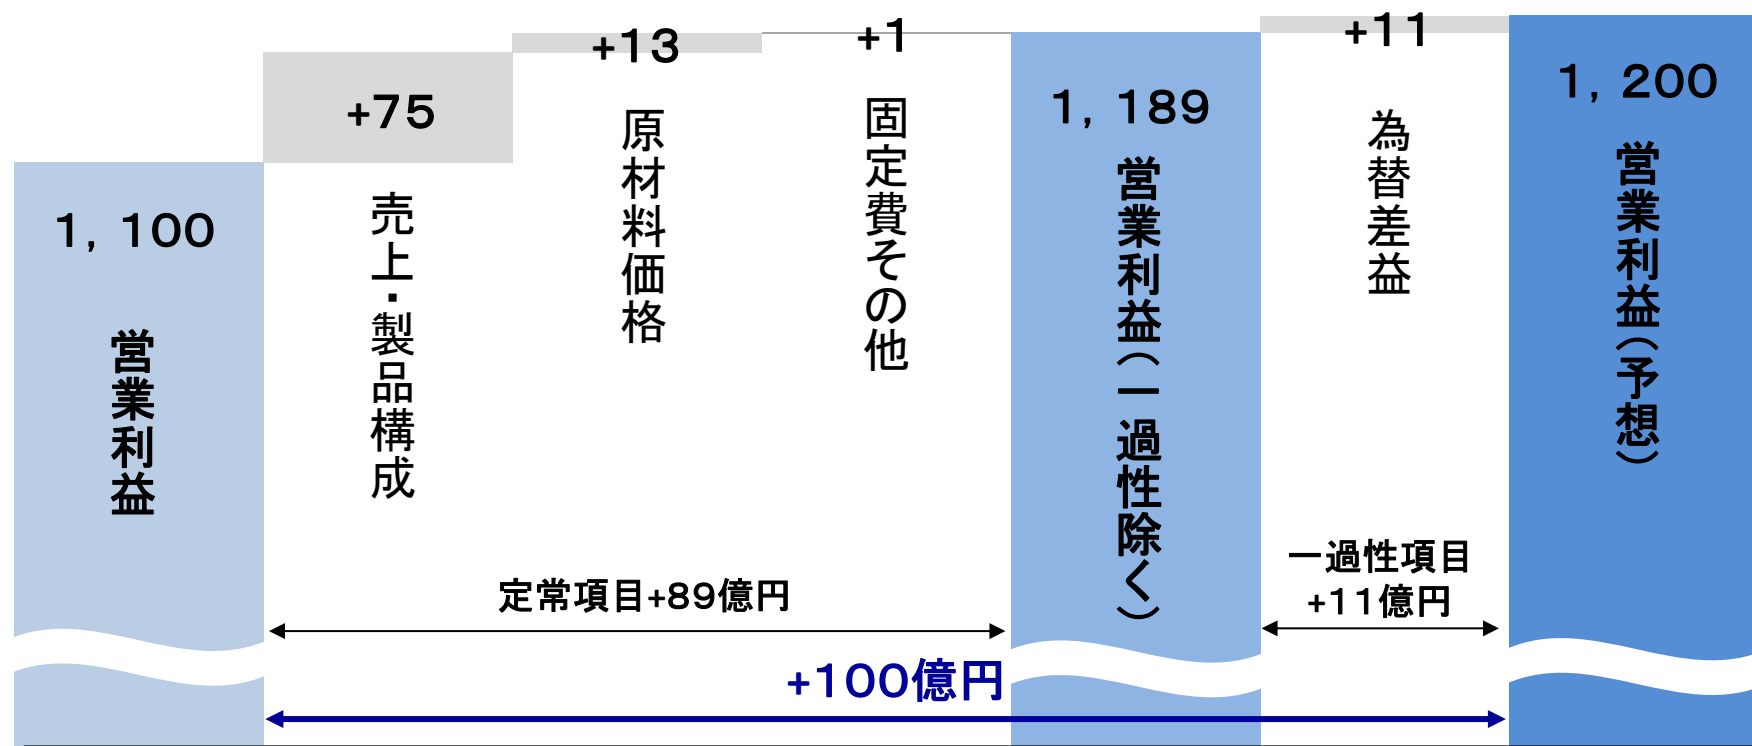 1，100
営業利益
+75
売上・製品構成
+13
原材料価格
+1
固定費その他
1，189
営業利益(一過性除く)
+11
為替差益
1，200
営業利益(予想)
定常項目+89億円
一過性項目
+11億円
+100億円